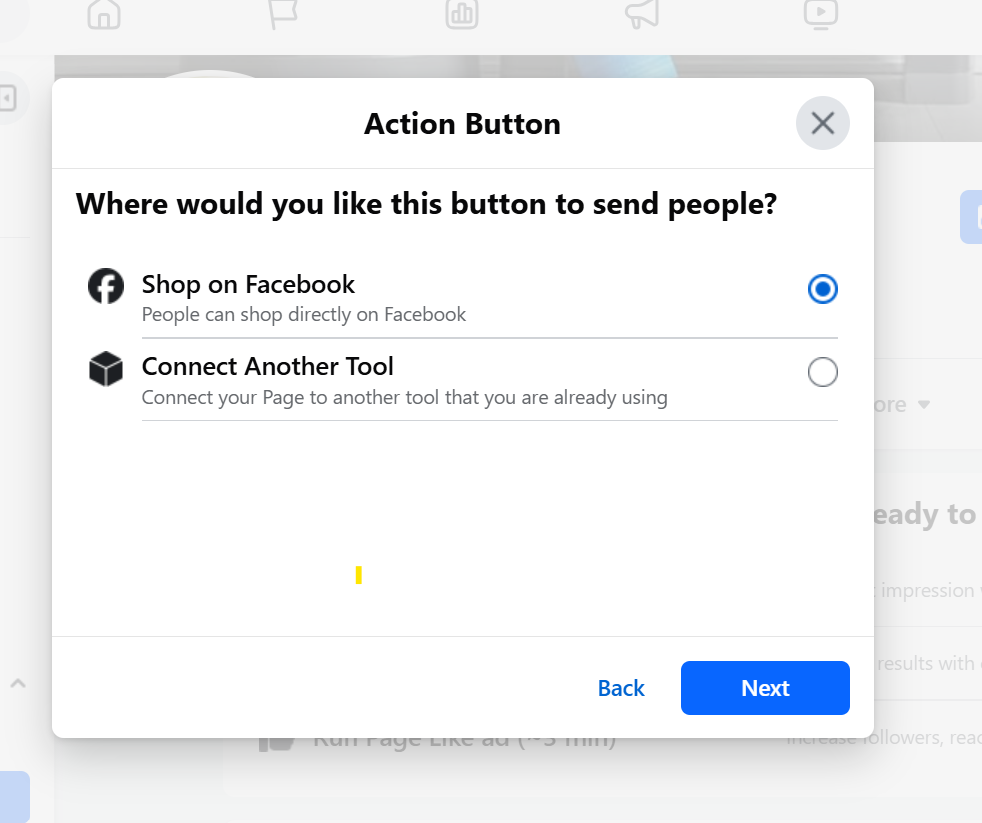 Action Button
Where would you like this button to send people?
Shop on Facebook
People can shop directly on Facebook
Connect Another Tool
Connect your Page to another tool that you are already using
ore
eady to
impression
results with
Back
Next
Run Page Like ad (~3 min)
increase followers, reac